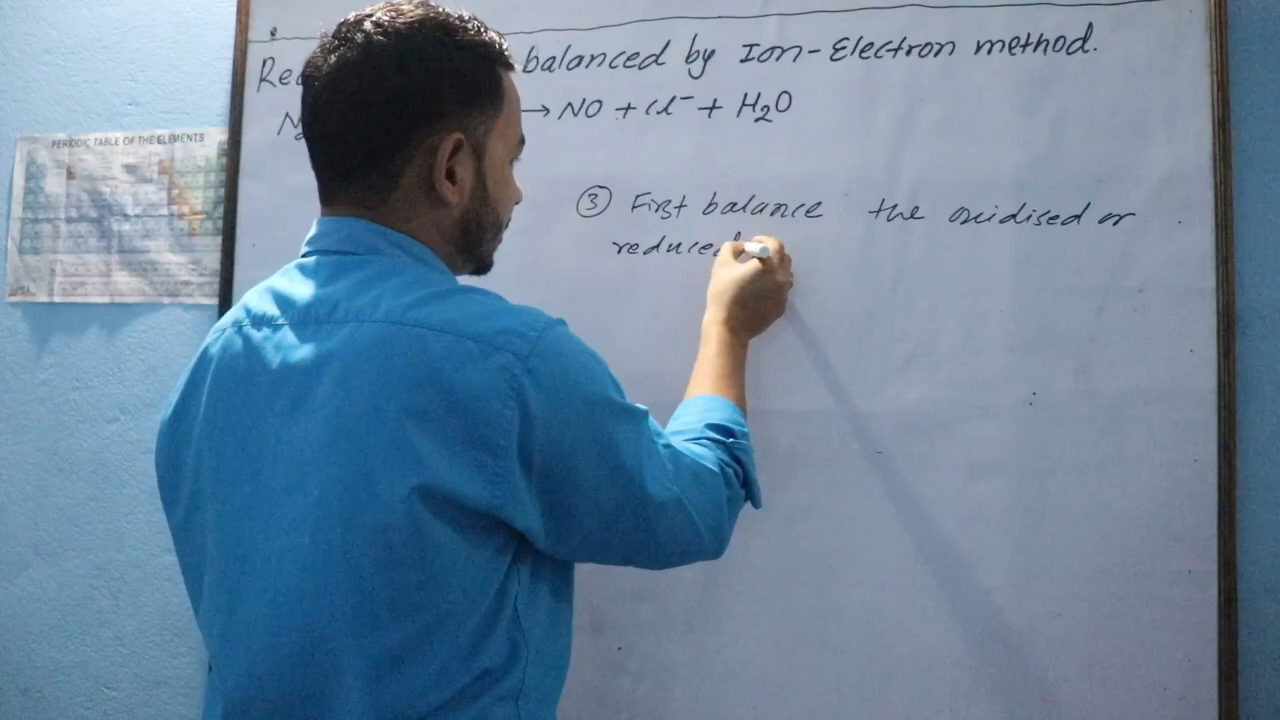 PERIODIC TABLE OF THE ELEMENTS
balanced by Ion-Electron method.
→ NO + Cl⁻ + H₂O
③ First balance the oxidised or
reduced